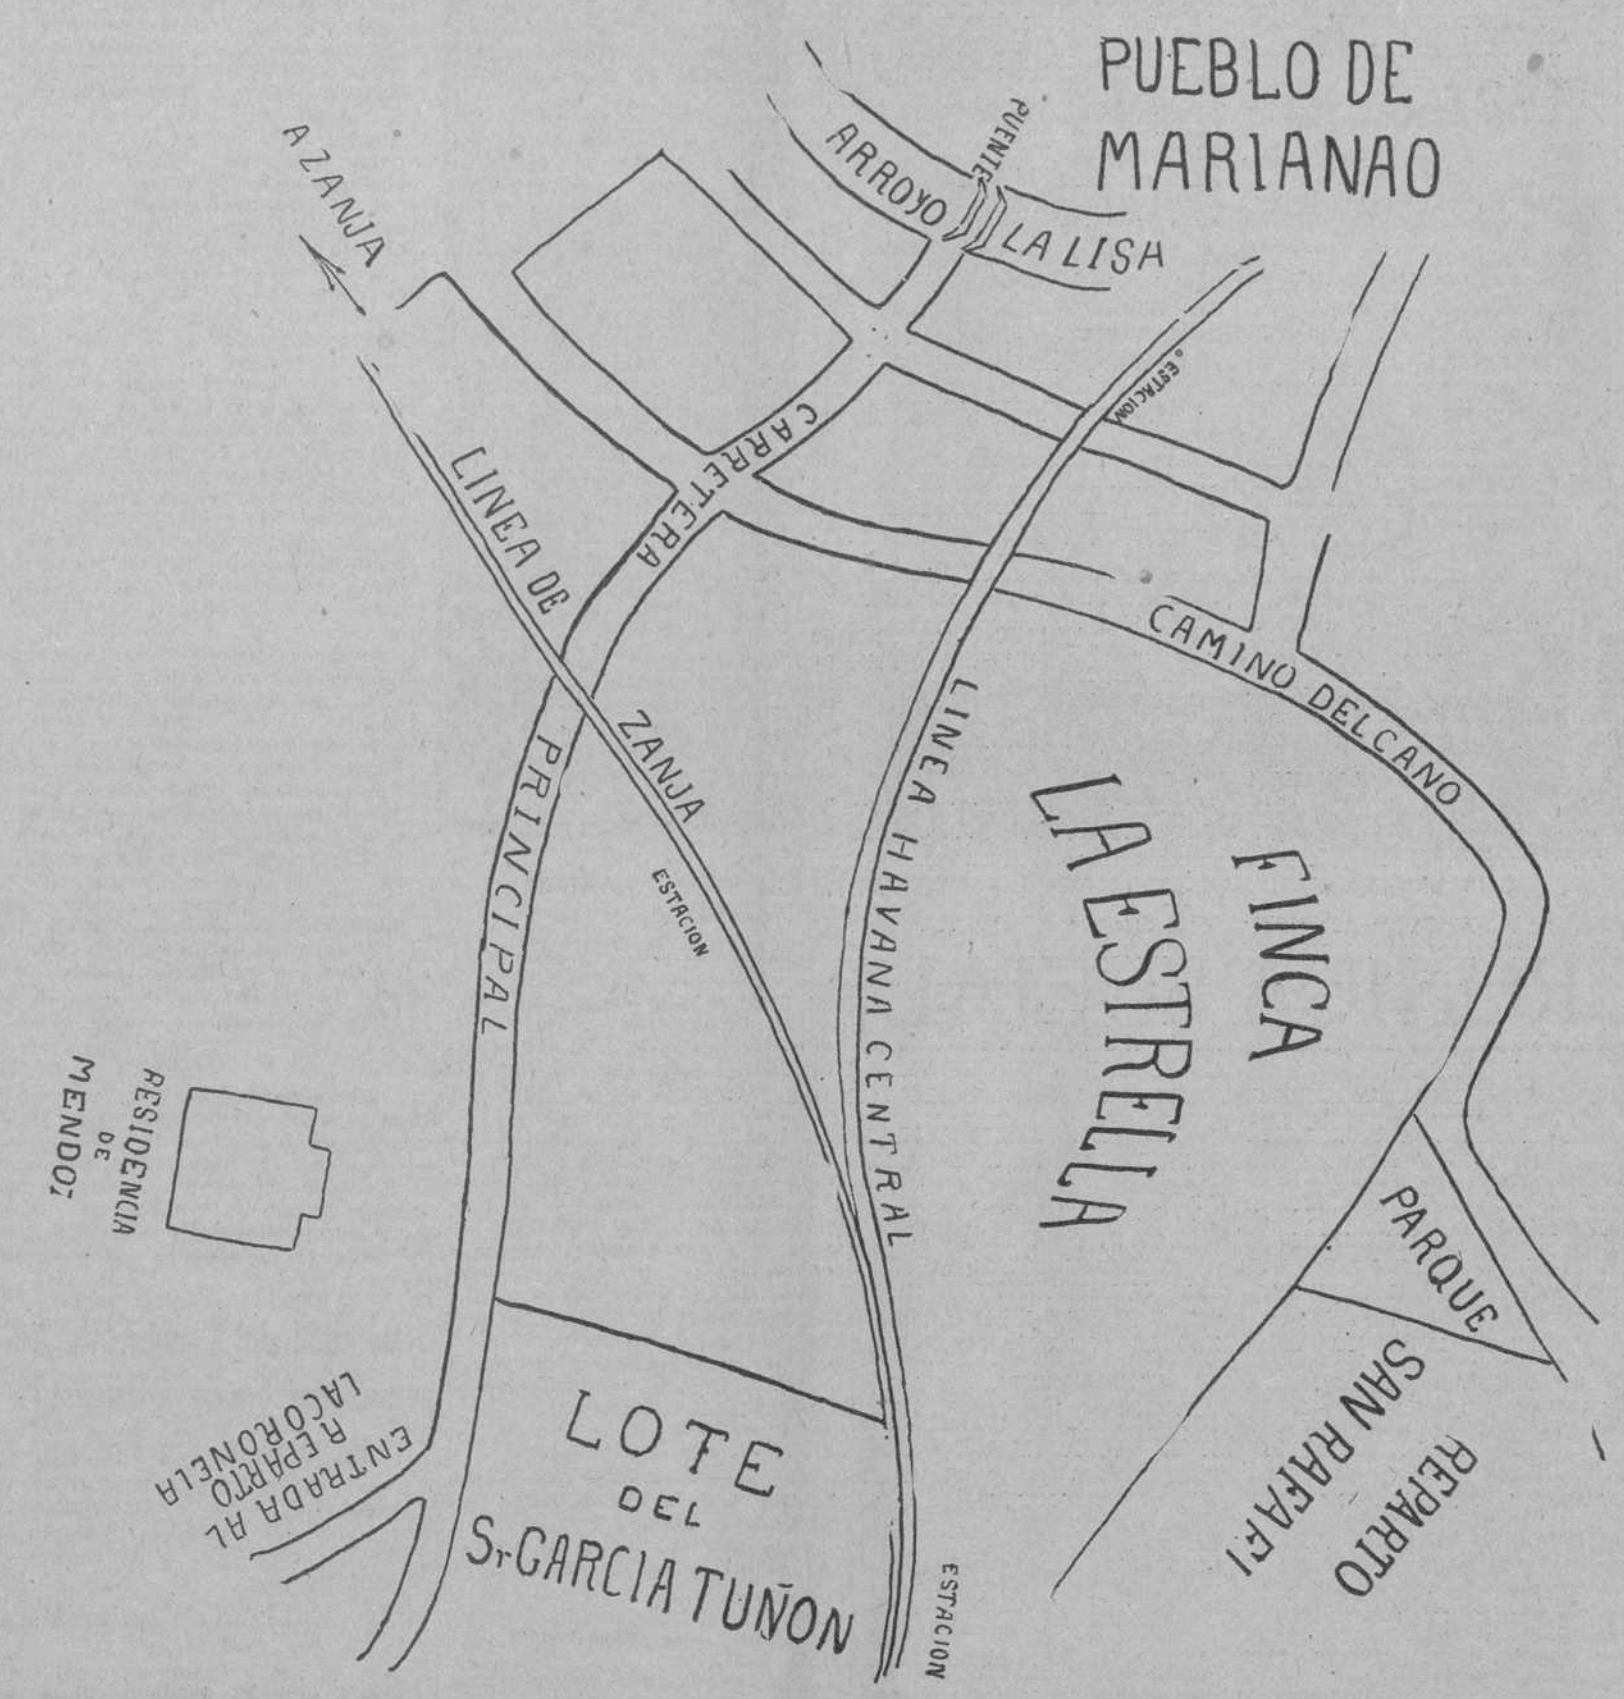 PUEBLO DE
MARIANAO
PUENTE
ARROYO
LA LISA
A ZANJA
ESTACION
CARRETERA
LINEA DE
ZANJA
CAMINO DEL CANO
LINEA HAVANA CENTRAL
PRINCIPAL
FINCA
LA ESTRELLA
ESTACION
RESIDENCIA
DE
PARQUE
REPARTO
SAN RAFAEL
ENTRADA AL
REPARTO
LA CORONELA
LOTE
DEL
Sr GARCIA TUÑON
ESTACION